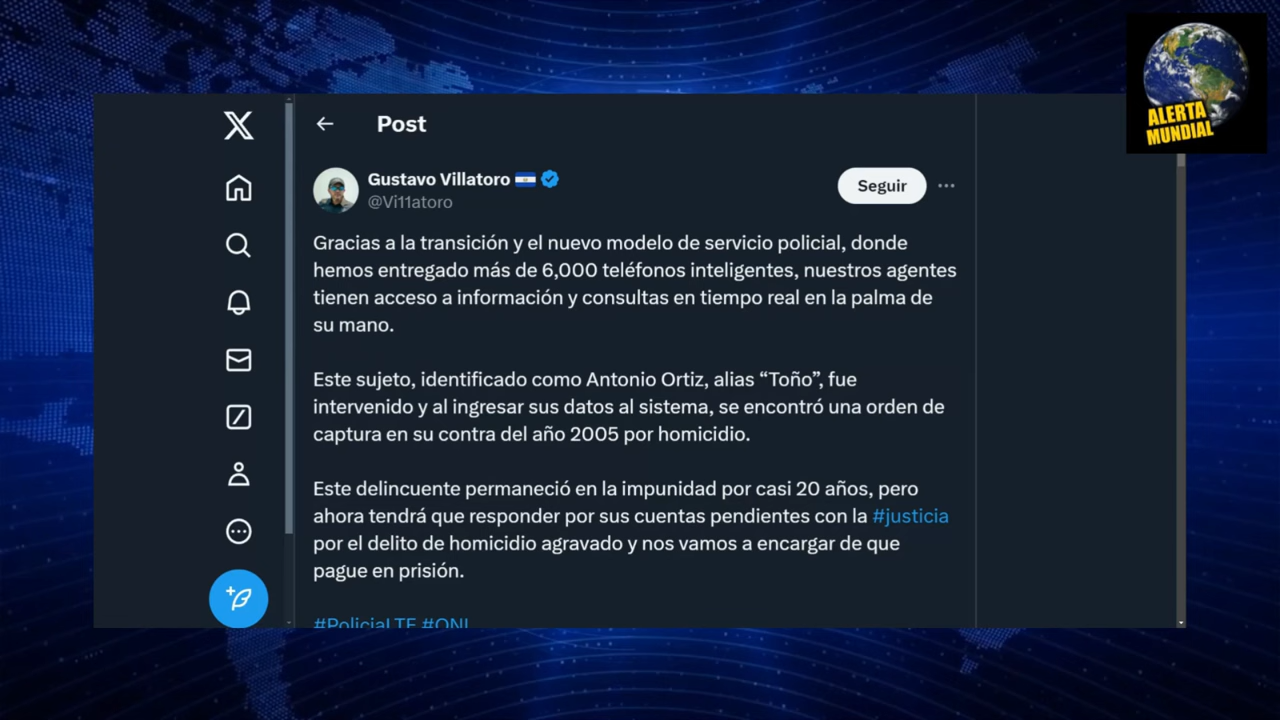 ALERTA
MUNDIAL
Post
Gustavo Villatoro
@Vi11atoro
Seguir
Gracias a la transición y el nuevo modelo de servicio policial, donde
hemos entregado más de 6,000 teléfonos inteligentes, nuestros agentes
tienen acceso a información y consultas en tiempo real en la palma de
su mano.
Este sujeto, identificado como Antonio Ortiz, alias “Toño”, fue
intervenido y al ingresar sus datos al sistema, se encontró una orden de
captura en su contra del año 2005 por homicidio.
Este delincuente permaneció en la impunidad por casi 20 años, pero
ahora tendrá que responder por sus cuentas pendientes con la #justicia
por el delito de homicidio agravado y nos vamos a encargar de que
pague en prisión.